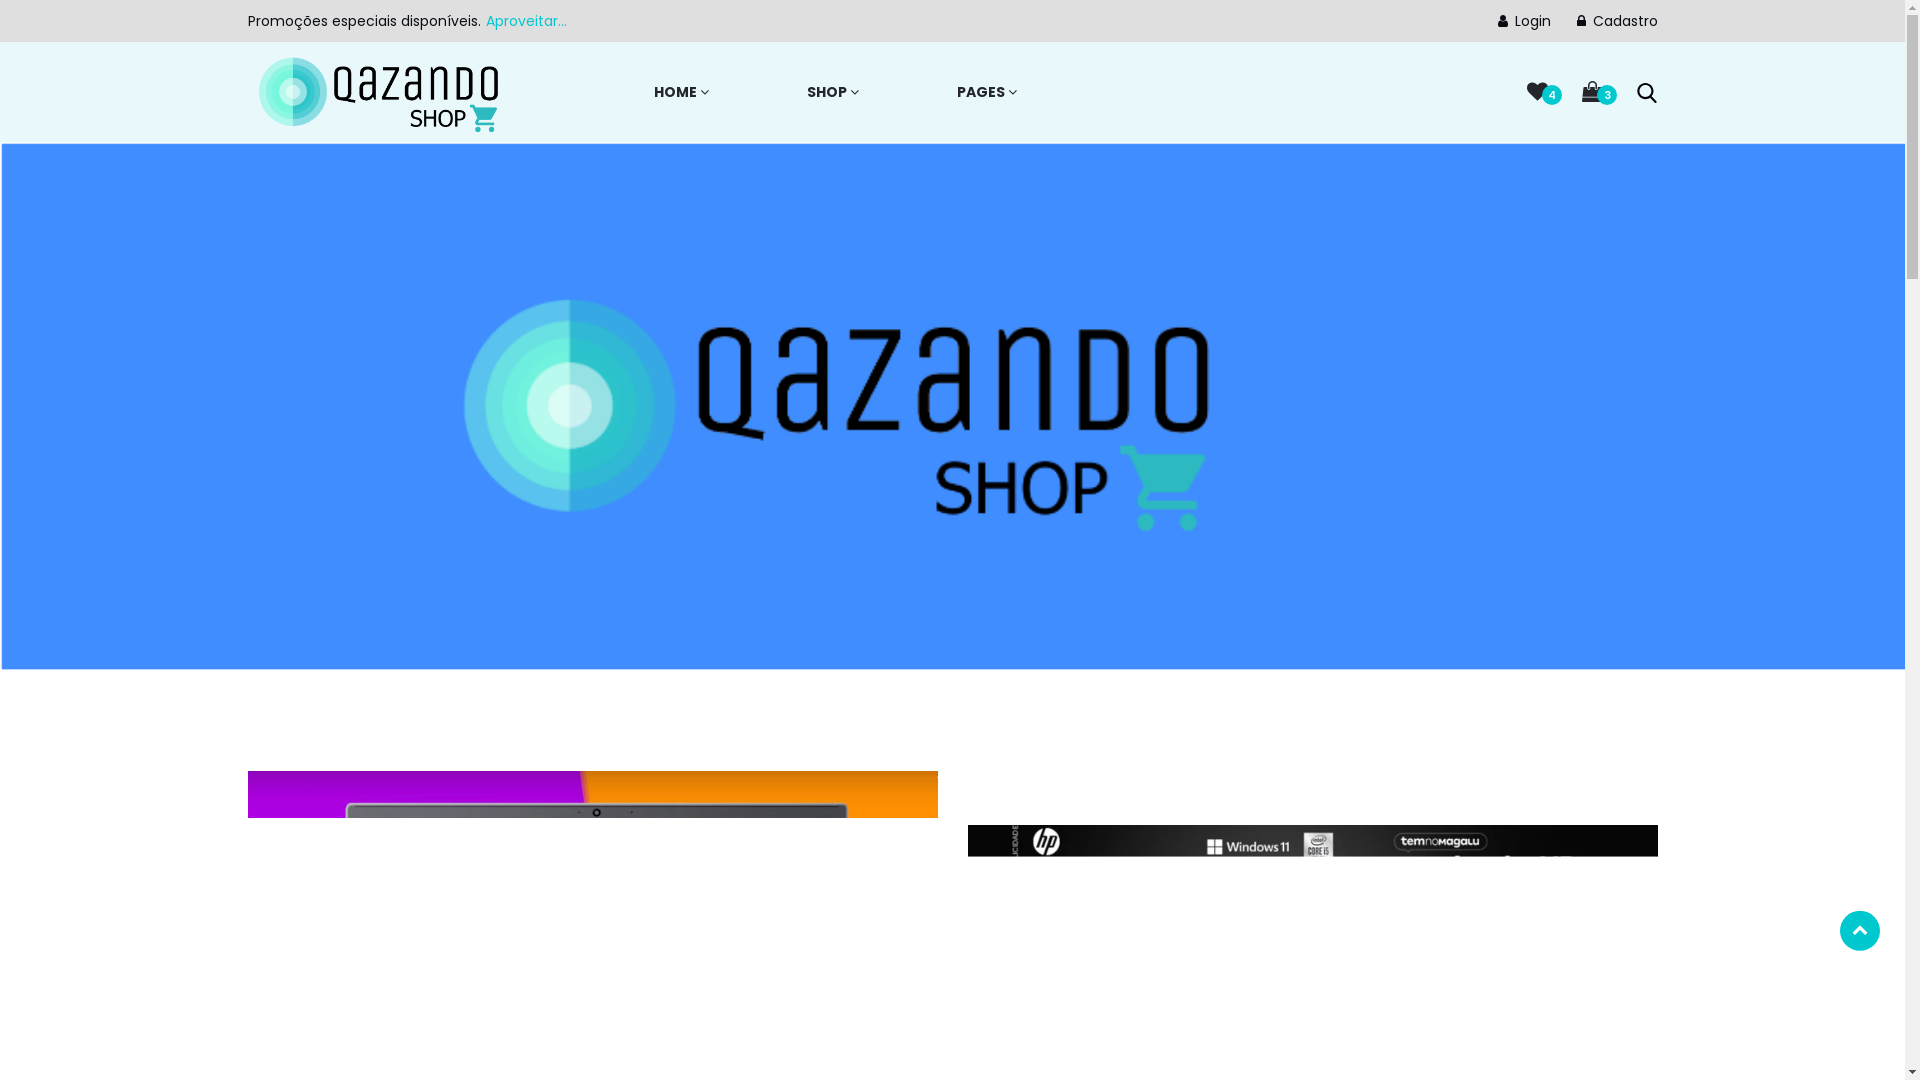 Promoções especiais disponíveis. Aproveitar...
Login
Cadastro
Qazando
SHOP
HOME
SHOP
PAGES
4
3
Qazando
SHOP
hp
Windows 11
intel
CORE i5
temnomagalu